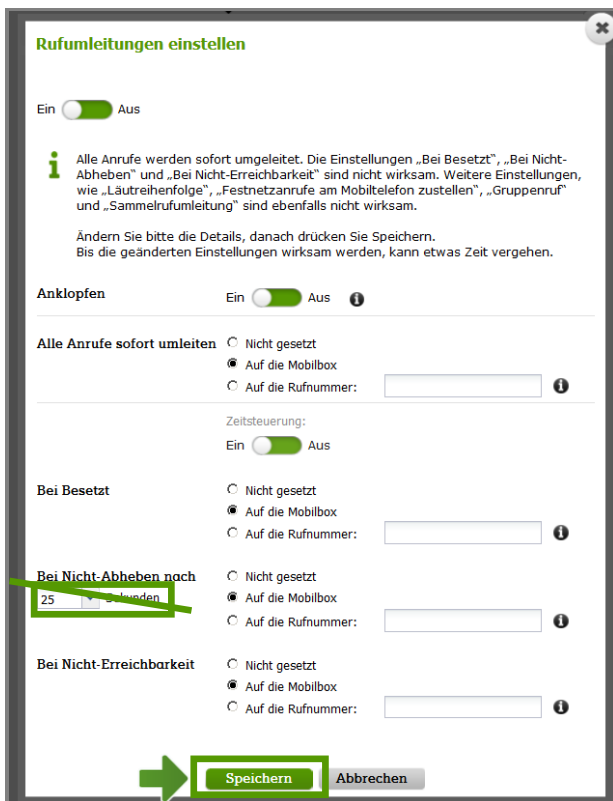 Rufumleitungen einstellen
Ein Aus
Alle Anrufe werden sofort umgeleitet. Die Einstellungen „Bei Besetzt“, „Bei Nicht-
Abheben“ und „Bei Nicht-Erreichbarkeit“ sind nicht wirksam. Weitere Einstellungen,
wie „Läutreihenfolge“, „Festnetzanrufe am Mobiltelefon zustellen“, „Gruppenruf“
und „Sammelrufumleitung“ sind ebenfalls nicht wirksam.
Ändern Sie bitte die Details, danach drücken Sie Speichern.
Bis die geänderten Einstellungen wirksam werden, kann etwas Zeit vergehen.
Anklopfen Ein Aus
Alle Anrufe sofort umleiten Nicht gesetzt
Auf die Mobilbox
Auf die Rufnummer:
Zeitsteuerung:
Ein Aus
Bei Besetzt Nicht gesetzt
Auf die Mobilbox
Auf die Rufnummer:
Bei Nicht-Abheben nach Nicht gesetzt
25 Sekunden Auf die Mobilbox
Auf die Rufnummer:
Bei Nicht-Erreichbarkeit Nicht gesetzt
Auf die Mobilbox
Auf die Rufnummer:
Speichern Abbrechen